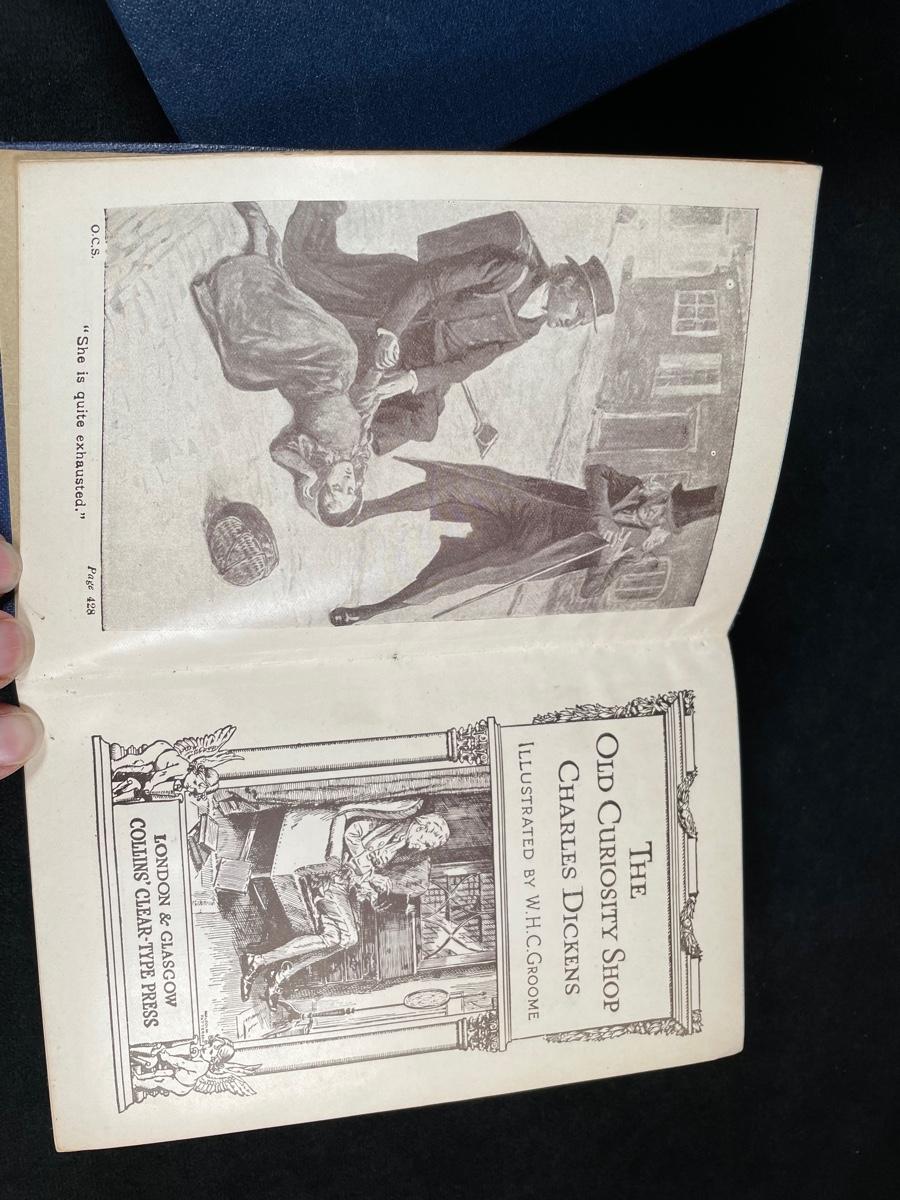 "She is quite exhausted."
O.C.S.
Page 428
THE
OLD CURIOSITY SHOP
CHARLES DICKENS
ILLUSTRATED BY W.H.C.GROOME
LONDON & GLASGOW
COLLINS' CLEAR-TYPE PRESS